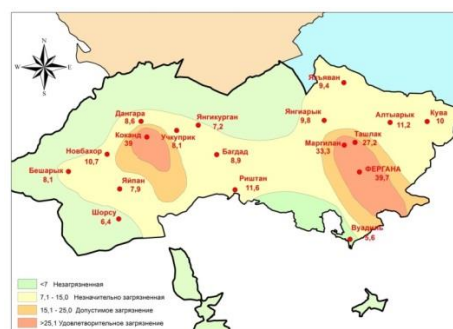 N
W
E
S
Язъяван
9,4
Дангара
8,6
Янгикурган
7,2
Янгиарык
9,8
Алтыарык
11,2
Кува
10
Коканд
39
Учкуприк
8,1
Ташлак
27,2
Маргилан
33,3
Новбахор
10,7
Багдад
8,9
Бешарык
8,1
ФЕРГАНА
39,7
Яйпан
7,9
Риштан
11,6
Шорсу
6,4
Вуадиль
5,6
<7 Незагрязненная
7,1 - 15,0 Незначительно загрязненная
15,1 - 25,0 Допустимое загрязнение
>25,1 Удовлетворительное загрязнение